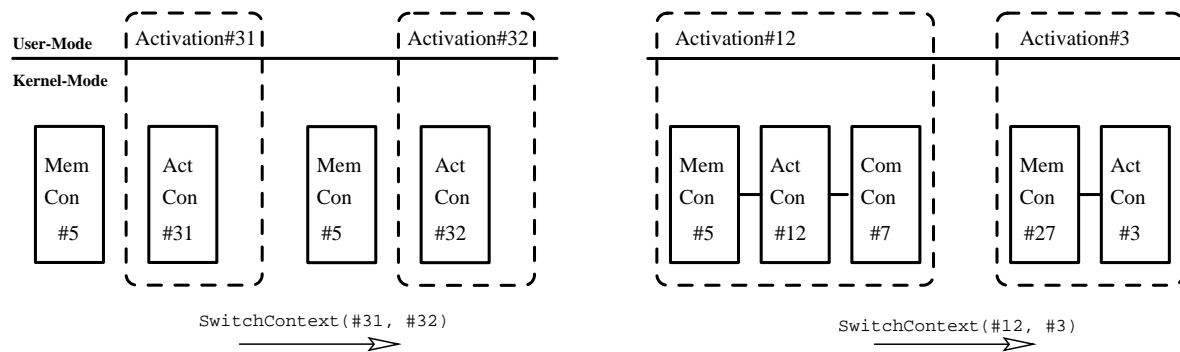 User-Mode
Kernel-Mode
Activation#31
Activation#32
Mem
Con
#5
Act
Con
#31
Mem
Con
#5
Act
Con
#32
SwitchContext(#31, #32)
Activation#12
Activation#3
Mem
Con
#5
Act
Con
#12
Com
Con
#7
Mem
Con
#27
Act
Con
#3
SwitchContext(#12, #3)